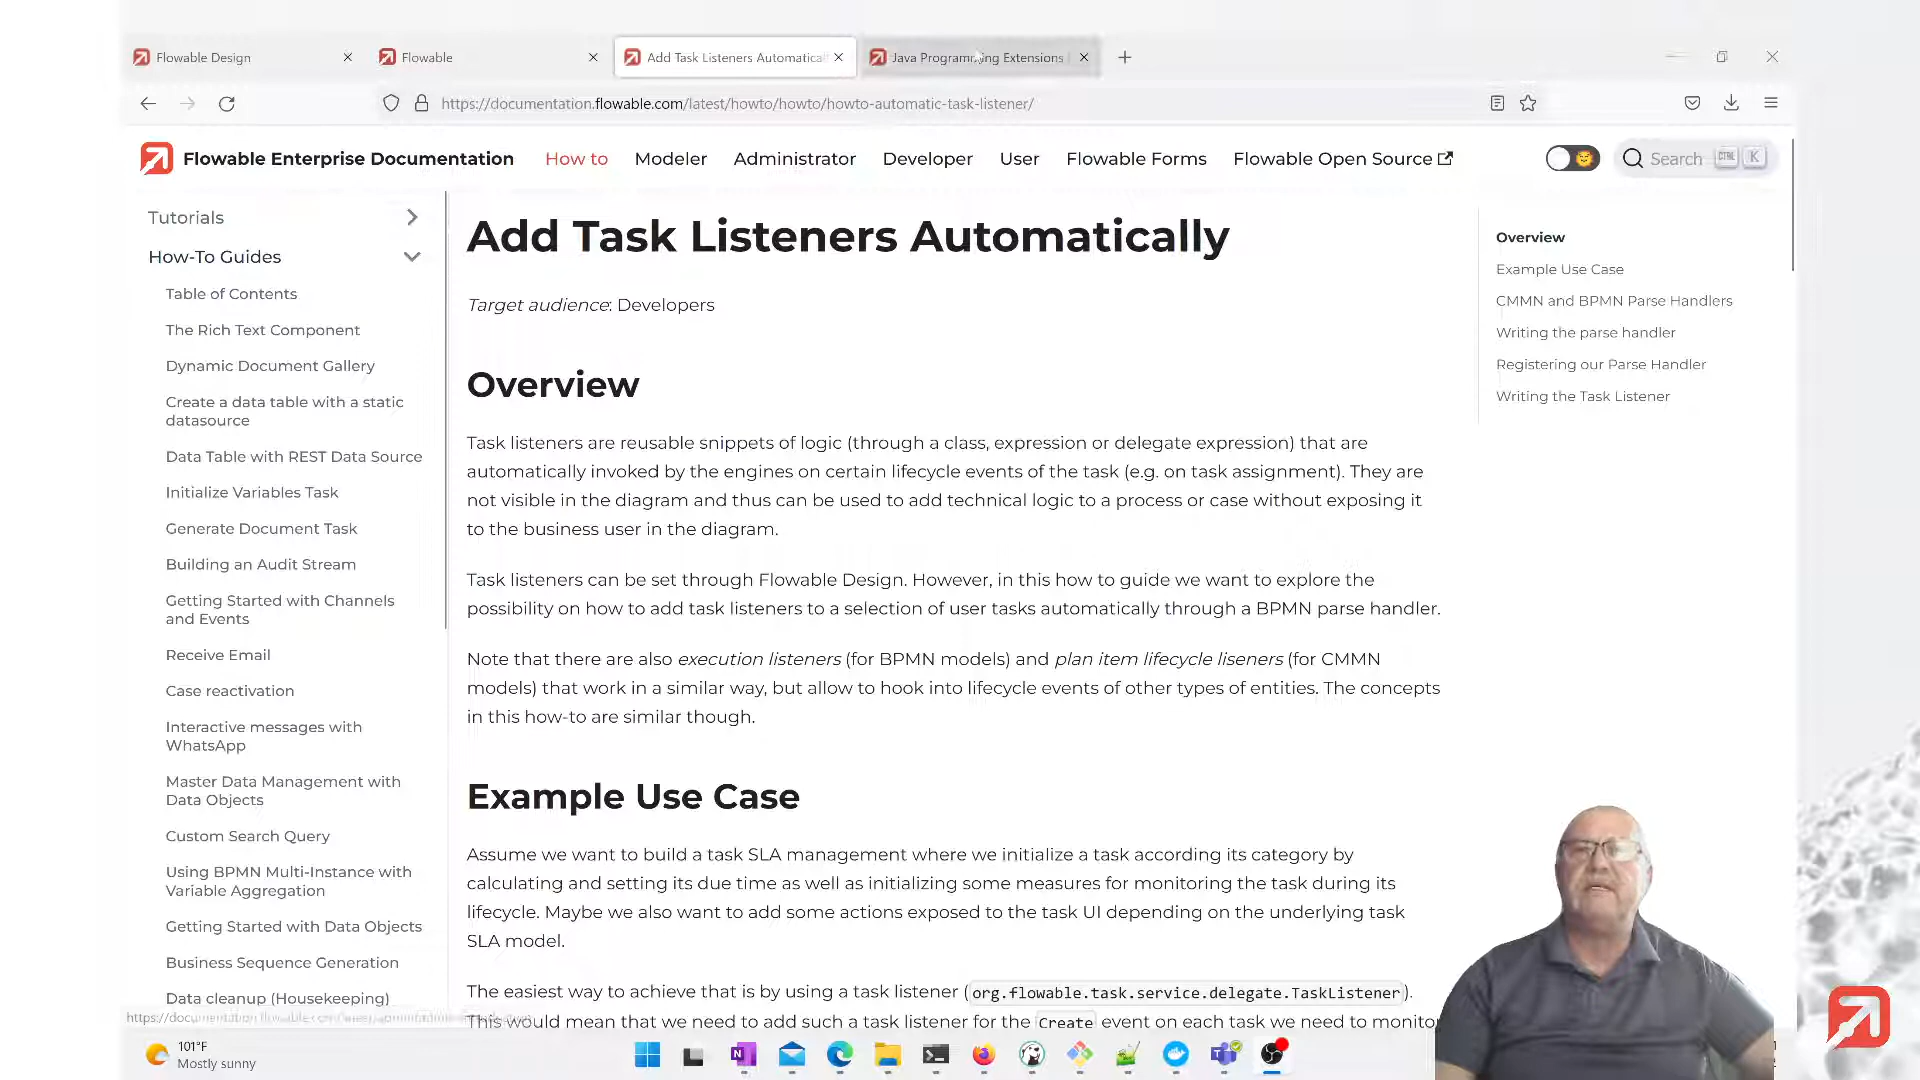 Flowable Design
Flowable
Add Task Listeners Automatical
Java Programming Extensions |
https://documentation.flowable.com/latest/howto/howto/howto-automatic-task-listener/
Flowable Enterprise Documentation
How to
Modeler
Administrator
Developer
User
Flowable Forms
Flowable Open Source
Search
CTRL
K
Tutorials
How-To Guides
Table of Contents
The Rich Text Component
Dynamic Document Gallery
Create a data table with a static
datasource
Data Table with REST Data Source
Initialize Variables Task
Generate Document Task
Building an Audit Stream
Getting Started with Channels
and Events
Receive Email
Case reactivation
Interactive messages with
WhatsApp
Master Data Management with
Data Objects
Custom Search Query
Using BPMN Multi-Instance with
Variable Aggregation
Getting Started with Data Objects
Business Sequence Generation
Data cleanup (Housekeeping)
Add Task Listeners Automatically
Target audience: Developers
Overview
Task listeners are reusable snippets of logic (through a class, expression or delegate expression) that are
automatically invoked by the engines on certain lifecycle events of the task (e.g. on task assignment). They are
not visible in the diagram and thus can be used to add technical logic to a process or case without exposing it
to the business user in the diagram.
Task listeners can be set through Flowable Design. However, in this how to guide we want to explore the
possibility on how to add task listeners to a selection of user tasks automatically through a BPMN parse handler.
Note that there are also execution listeners (for BPMN models) and plan item lifecycle liseners (for CMMN
models) that work in a similar way, but allow to hook into lifecycle events of other types of entities. The concepts
in this how-to are similar though.
Example Use Case
Assume we want to build a task SLA management where we initialize a task according its category by
calculating and setting its due time as well as initializing some measures for monitoring the task during its
lifecycle. Maybe we also want to add some actions exposed to the task UI depending on the underlying task
SLA model.
The easiest way to achieve that is by using a task listener (org.flowable.task.service.delegate.TaskListener).
This would mean that we need to add such a task listener for the Create event on each task we need to monitor
Overview
Example Use Case
CMMN and BPMN Parse Handlers
Writing the parse handler
Registering our Parse Handler
Writing the Task Listener
101°F
Mostly sunny